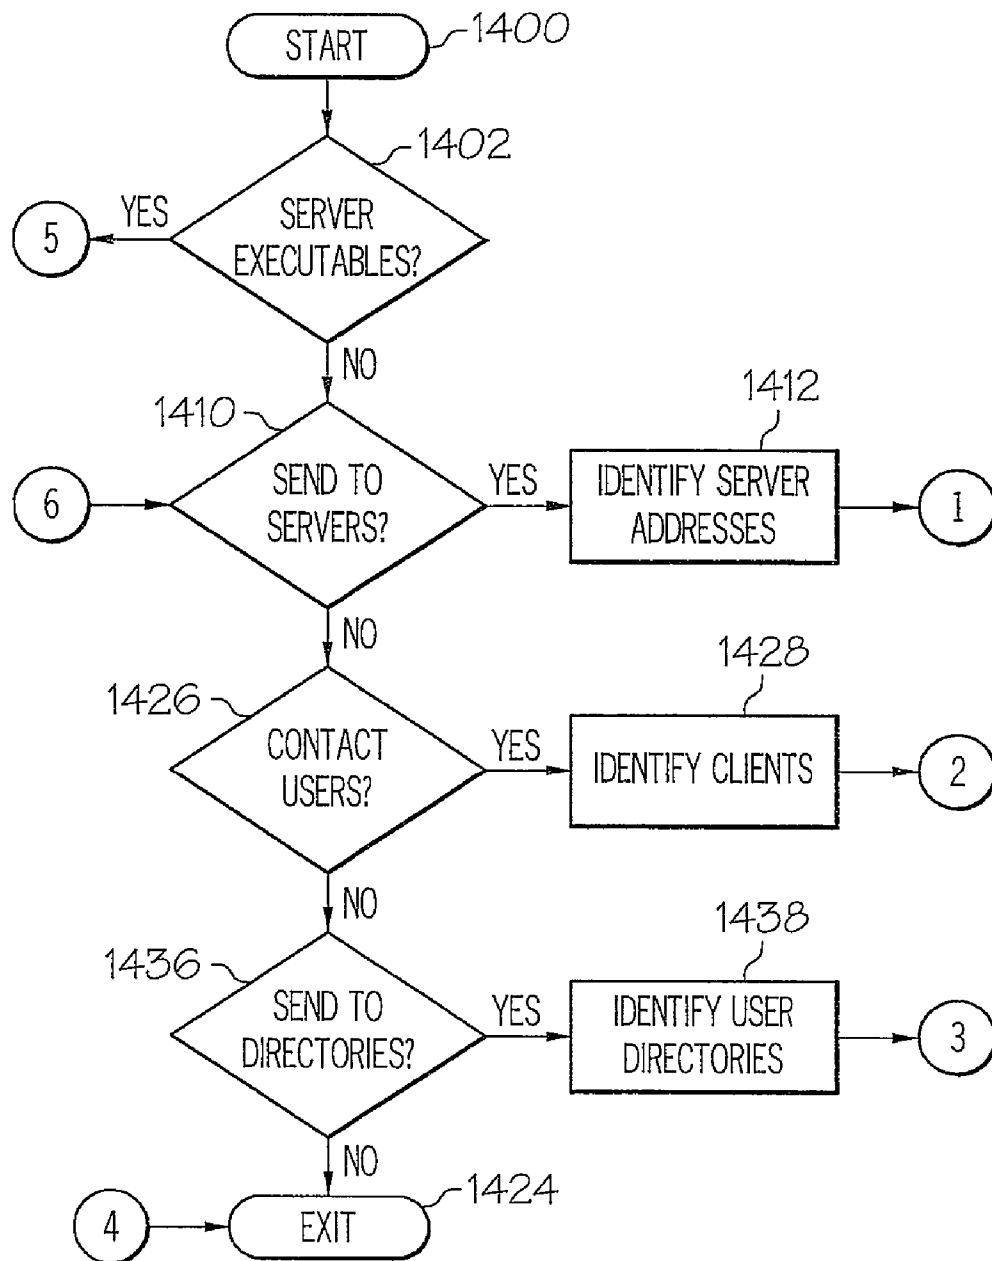 START
1400
1402
YES
SERVER
EXECUTABLES?
5
NO
1410
1412
6
SEND TO
SERVERS?
YES
IDENTIFY SERVER
ADDRESSES
1
NO
1426
1428
CONTACT
USERS?
YES
IDENTIFY CLIENTS
2
NO
1436
1438
SEND TO
DIRECTORIES?
YES
IDENTIFY USER
DIRECTORIES
3
NO
4
EXIT
1424